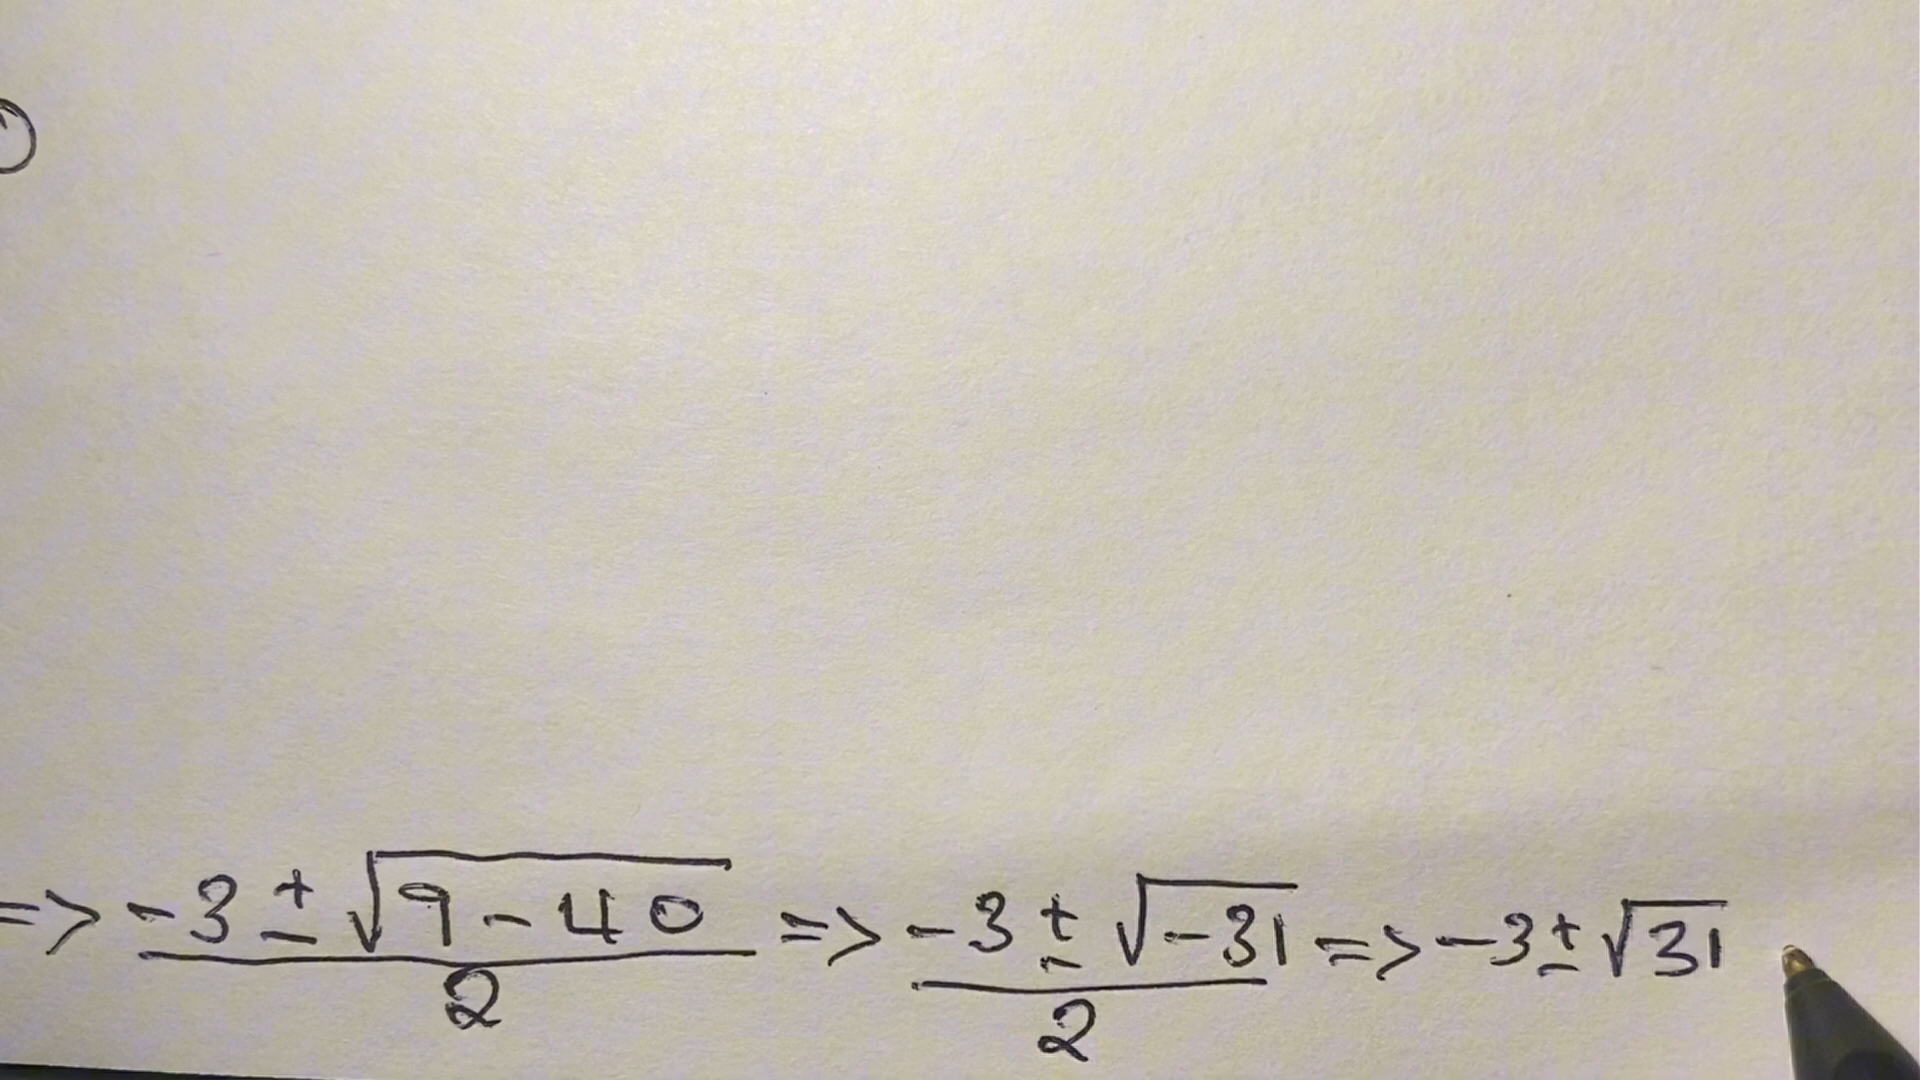 => -3 ± √(9 - 40) / 2 => -3 ± √(-31) / 2 => -3 ± √31